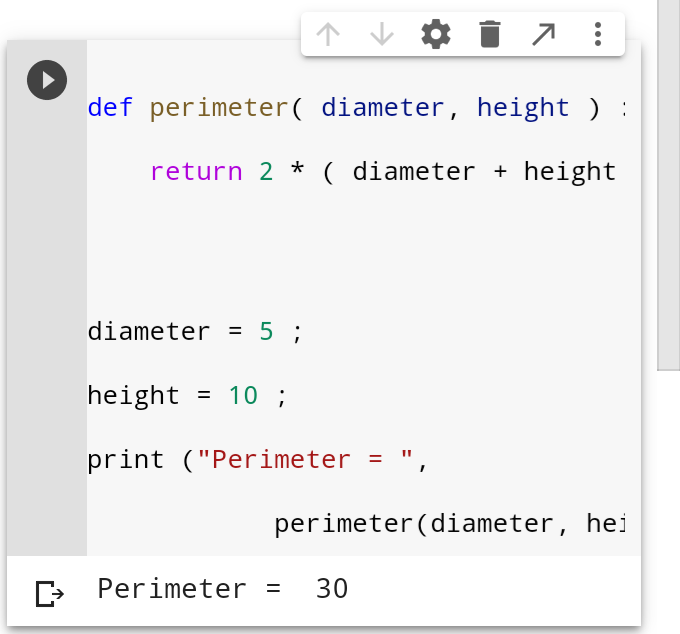 def perimeter( diameter, height ) :
return 2 * ( diameter + height
diameter = 5 ;
height = 10 ;
print ("Perimeter = ",
perimeter(diameter, hei
Perimeter =  30